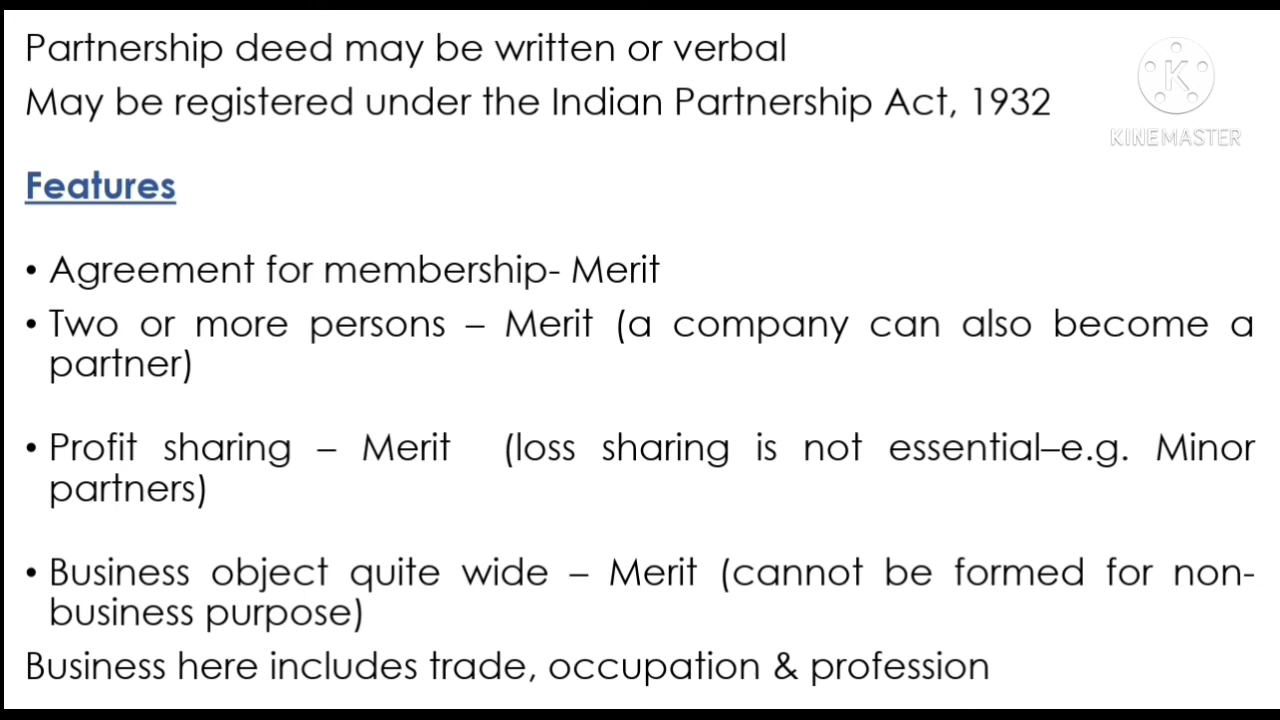 Partnership deed may be written or verbal
May be registered under the Indian Partnership Act, 1932
K
KINEMASTER
Features
• Agreement for membership- Merit
• Two or more persons – Merit (a company can also become a
partner)
• Profit sharing – Merit (loss sharing is not essential–e.g. Minor
partners)
• Business object quite wide – Merit (cannot be formed for non-
business purpose)
Business here includes trade, occupation & profession